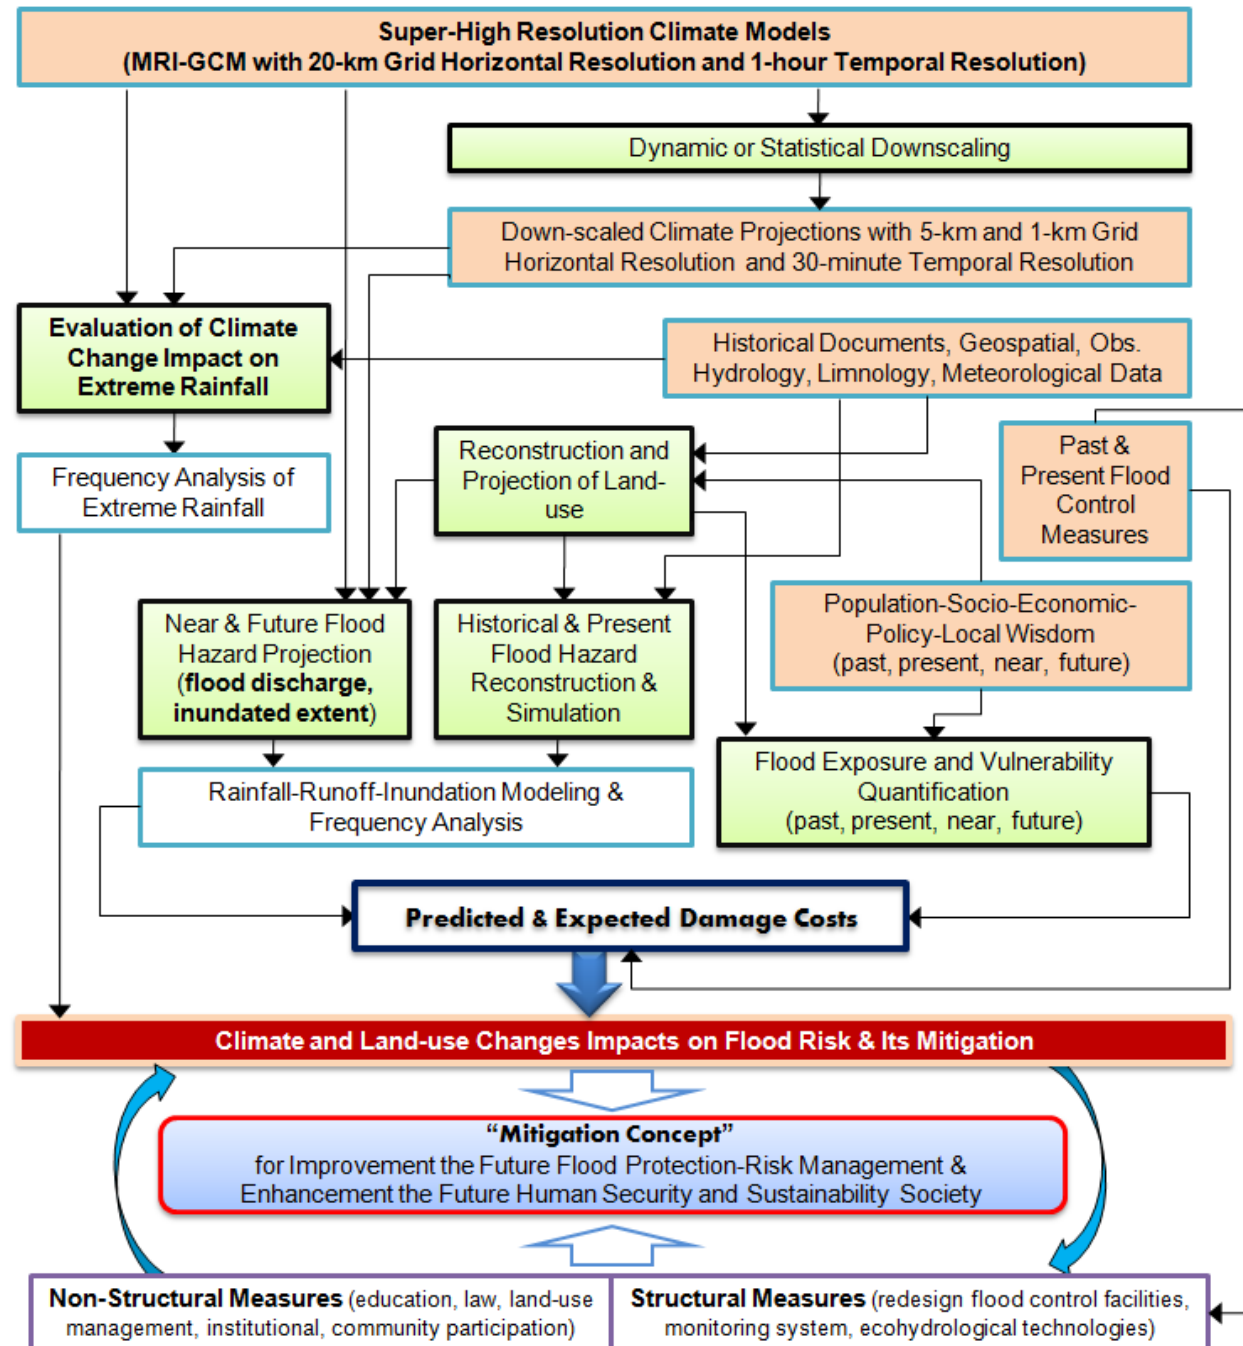 Super-High Resolution Climate Models
(MRI-GCM with 20-km Grid Horizontal Resolution and 1-hour Temporal Resolution)
Dynamic or Statistical Downscaling
Down-scaled Climate Projections with 5-km and 1-km Grid
Horizontal Resolution and 30-minute Temporal Resolution
Evaluation of Climate
Change Impact on
Extreme Rainfall
Historical Documents, Geospatial, Obs.
Hydrology, Limnology, Meteorological Data
Frequency Analysis of
Extreme Rainfall
Reconstruction and
Projection of Land-
use
Past &
Present Flood
Control
Measures
Near & Future Flood
Hazard Projection
(flood discharge,
inundated extent)
Historical & Present
Flood Hazard
Reconstruction &
Simulation
Population-Socio-Economic-
Policy-Local Wisdom
(past, present, near, future)
Rainfall-Runoff-Inundation Modeling &
Frequency Analysis
Flood Exposure and Vulnerability
Quantification
(past, present, near, future)
Predicted & Expected Damage Costs
Climate and Land-use Changes Impacts on Flood Risk & Its Mitigation
“Mitigation Concept”
for Improvement the Future Flood Protection-Risk Management &
Enhancement the Future Human Security and Sustainability Society
Non-Structural Measures (education, law, land-use
management, institutional, community participation)
Structural Measures (redesign flood control facilities,
monitoring system, ecohydrological technologies)